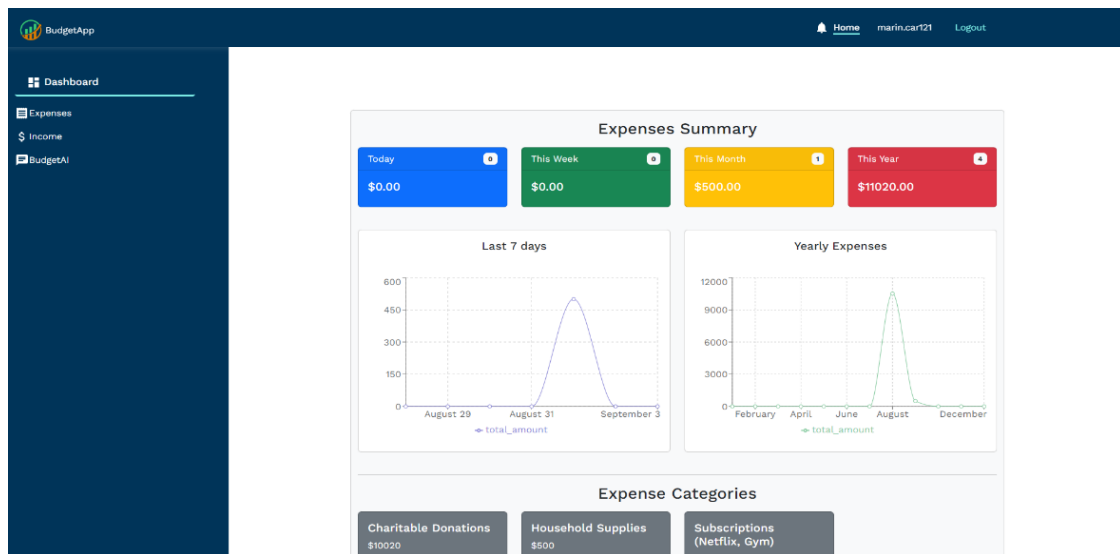 BudgetApp
Home marin.car121 Logout
Dashboard
Expenses
$ Income
BudgetAI
Expenses Summary
Today 0
$0.00
This Week 0
$0.00
This Month 1
$500.00
This Year 4
$11020.00
Last 7 days
600
450
300
150
0
August 29 August 31 September 3
total_amount
Yearly Expenses
12000
9000
6000
3000
0
February April June August December
total_amount
Expense Categories
Charitable Donations
$10020
Household Supplies
$500
Subscriptions
(Netflix, Gym)